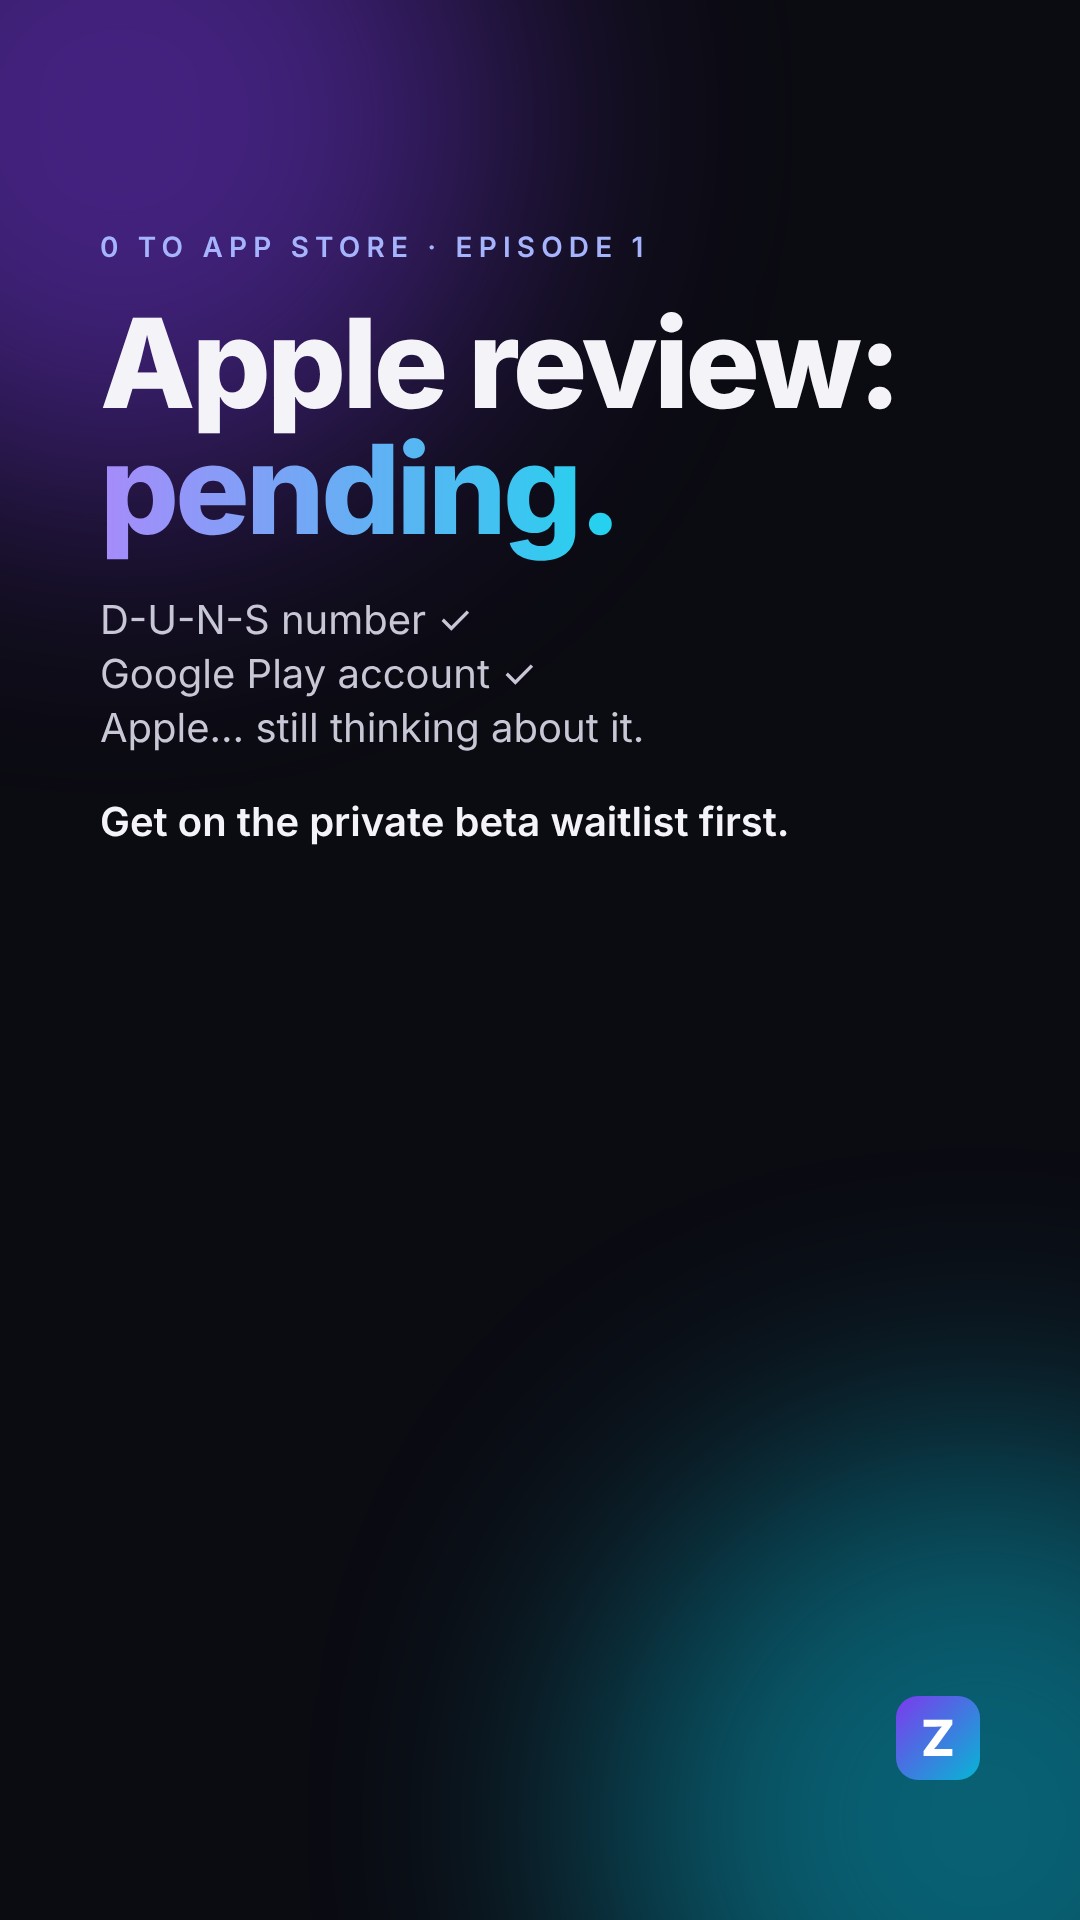 0 TO APP STORE · EPISODE 1
Apple review:
pending.
D-U-N-S number ✓
Google Play account ✓
Apple... still thinking about it.
Get on the private beta waitlist first.
Z